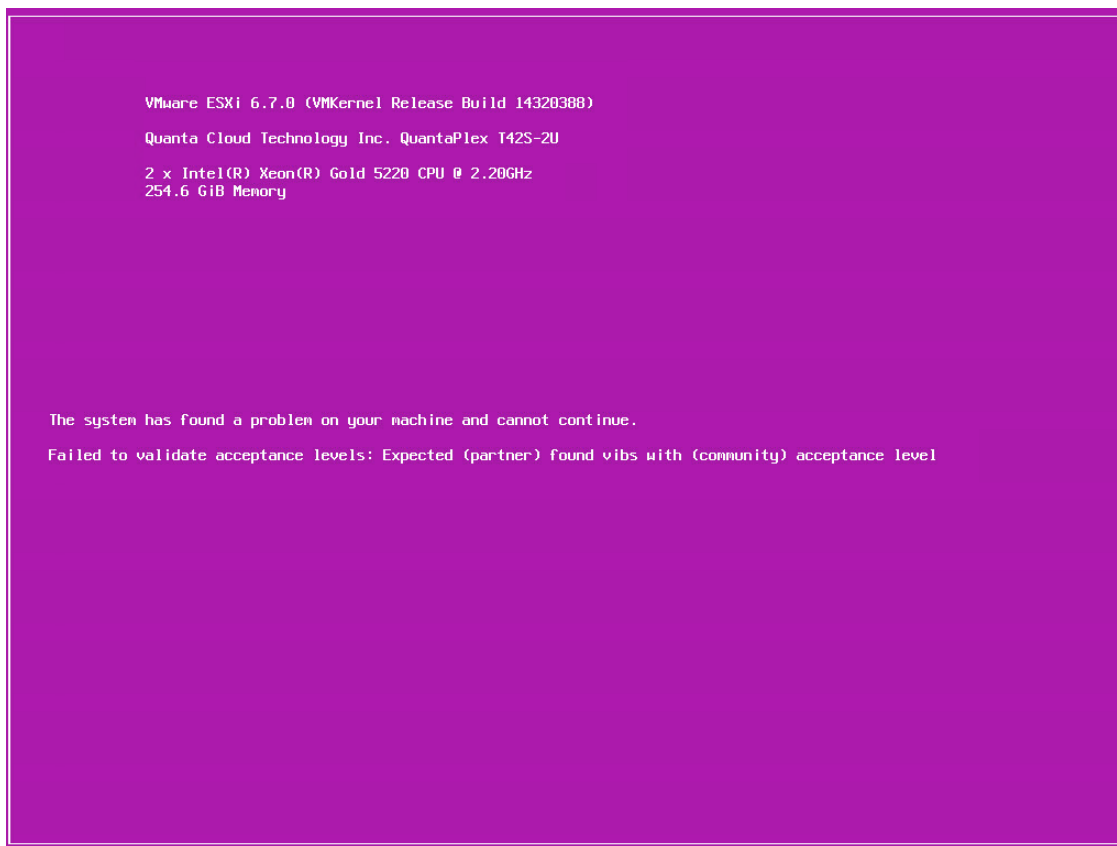 VMware ESXi 6.7.0 (VMKernel Release Build 14320388)
Quanta Cloud Technology Inc. QuantaPlex T42S-2U
2 x Intel(R) Xeon(R) Gold 5220 CPU @ 2.20GHz
254.6 GiB Memory
The system has found a problem on your machine and cannot continue.
Failed to validate acceptance levels: Expected (partner) found vibs with (community) acceptance level